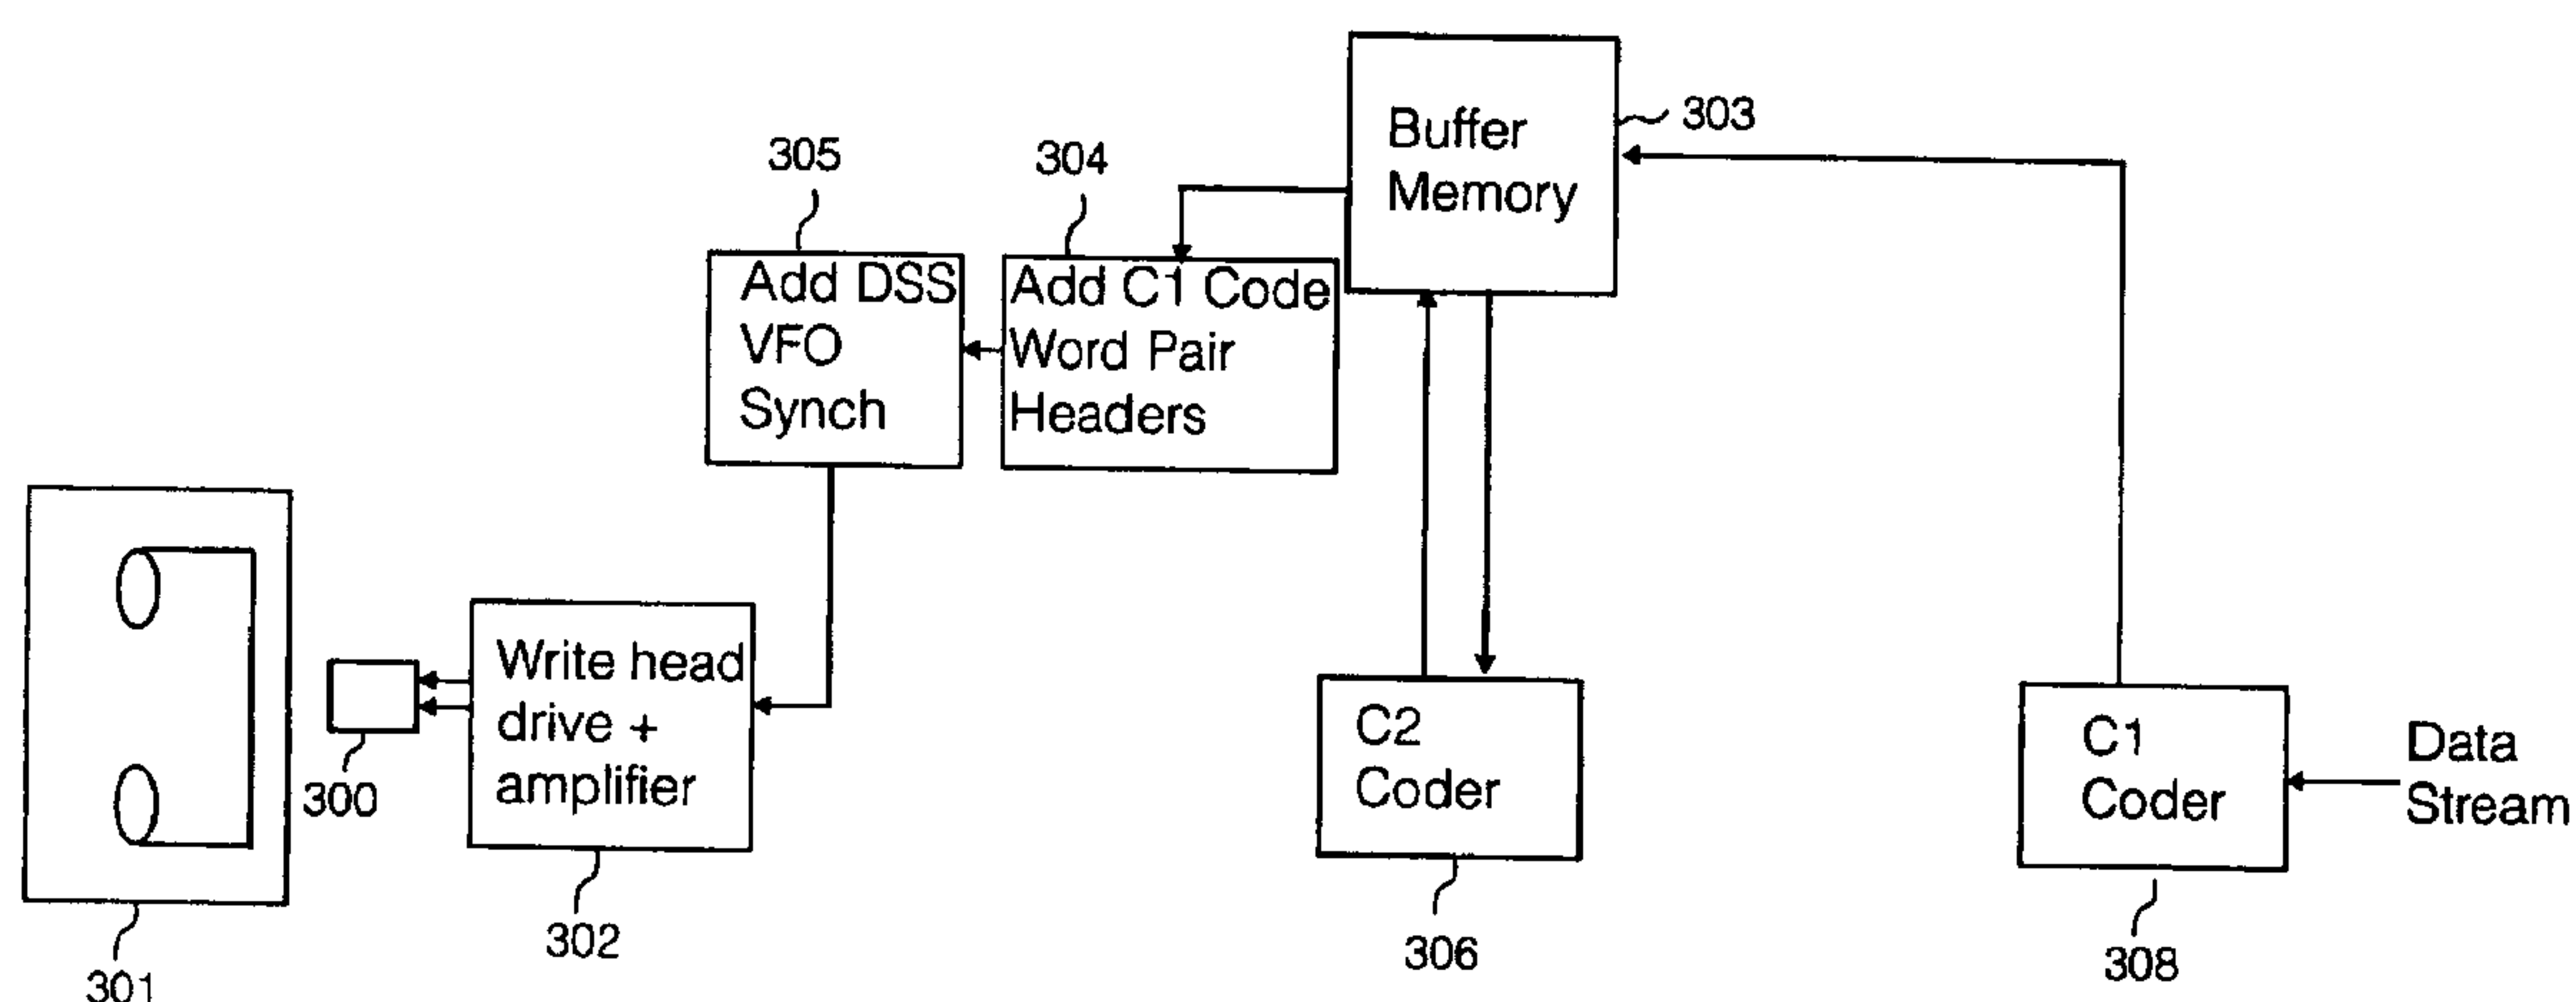 Buffer
Memory
303
305
304
Add DSS
VFO
Synch
Add C1 Code
Word Pair
Headers
Write head
drive +
amplifier
300
301
302
C2
Coder
306
C1
Coder
308
Data
Stream